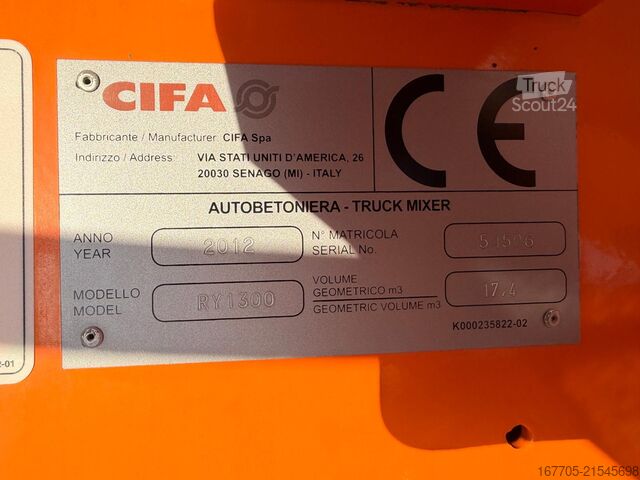 CIFA
CE
Truck
Scout24
Fabbricante / Manufacturer CIFA Spa
Indirizzo / Address VIA STATI UNITI D'AMERICA, 26
20030 SENAGO (MI) - ITALY
AUTOBETONIERA - TRUCK MIXER
ANNO
YEAR
2012
N° MATRICOLA
SERIAL No.
MODELLO
MODEL
RY1300
VOLUME
GEOMETRICO m3
GEOMETRIC VOLUME m3
17.4
K000235822-02
2-01
167705-21545698